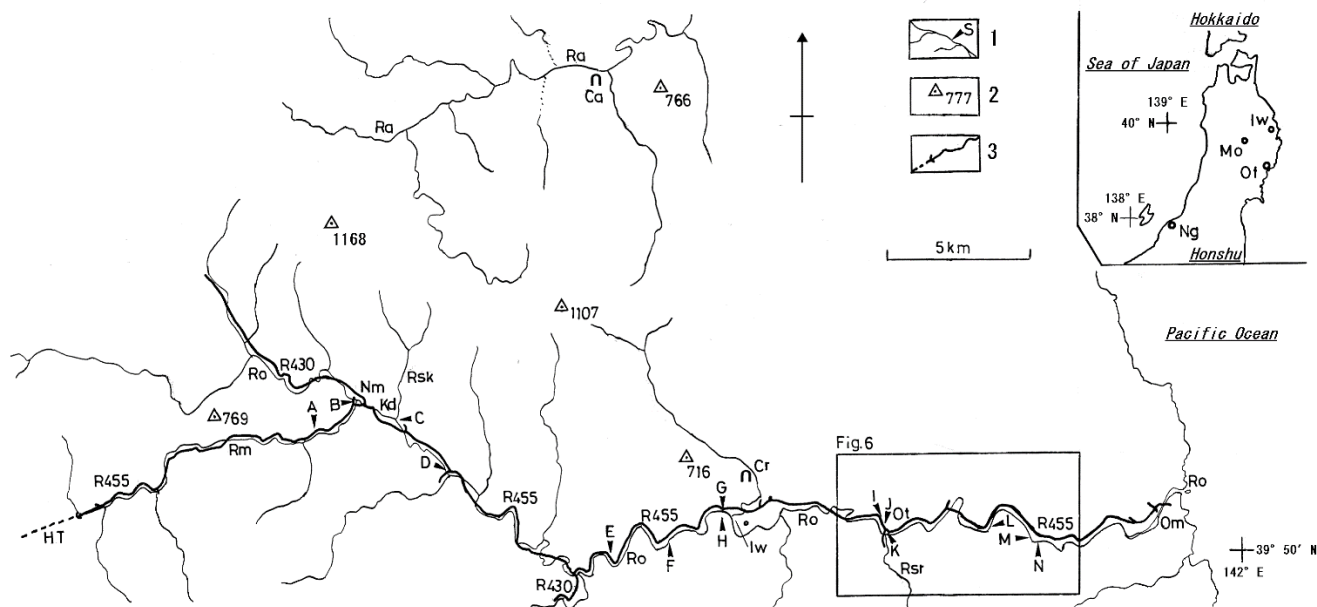 Ra
Ca
766
Ra
1168
1107
S
1
777
2
3
5km
Hokkaido
Sea of Japan
139° E
40° N
Iw
Mo
Ot
138° E
38° N
Ng
Honshu
Pacific Ocean
R430
Ro
Nm
Rsk
B
Kd
C
769
A
Rm
D
R455
HT
R455
R430
E
Ro
R455
F
716
G
H
Cr
Iw
Ro
Fig.6
I
J
Ot
K
Rsr
L
M
R455
N
Ro
Om
39° 50' N
142° E